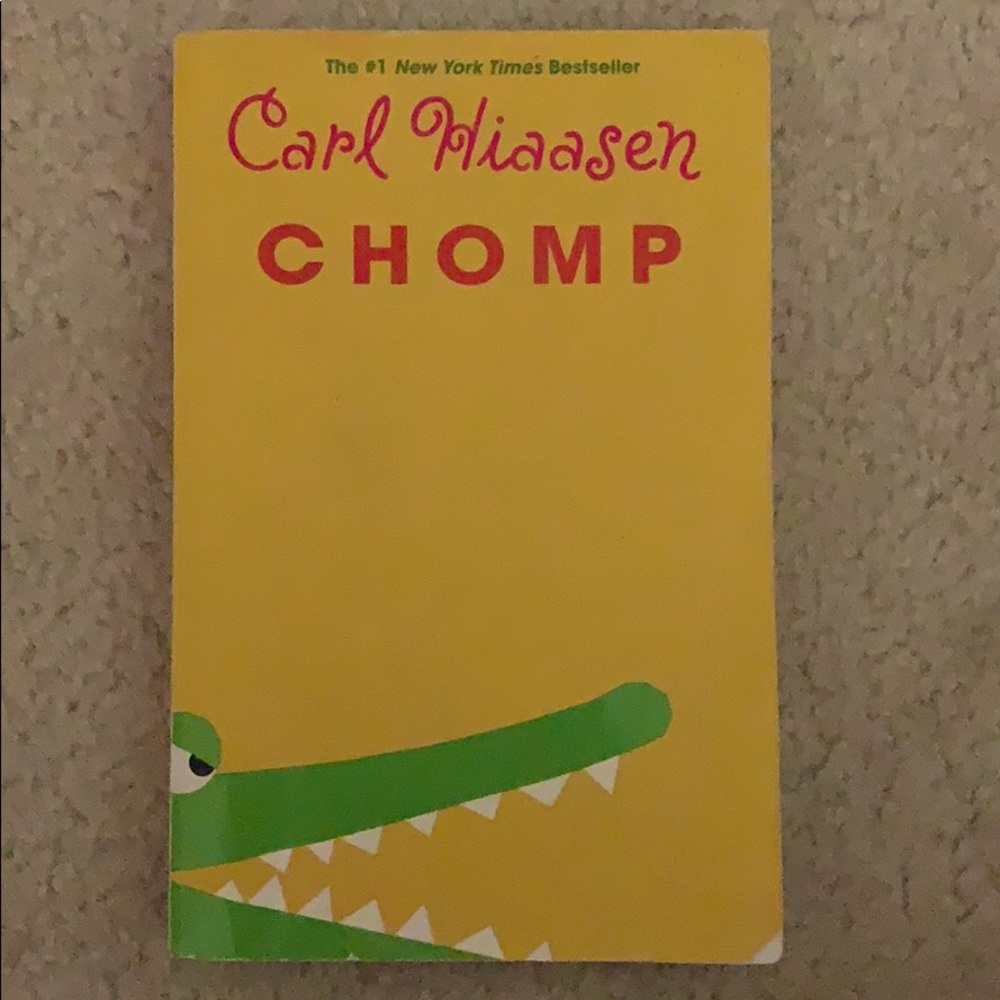 The #1 New York Times Bestseller
Carl Hiaasen
CHOMP